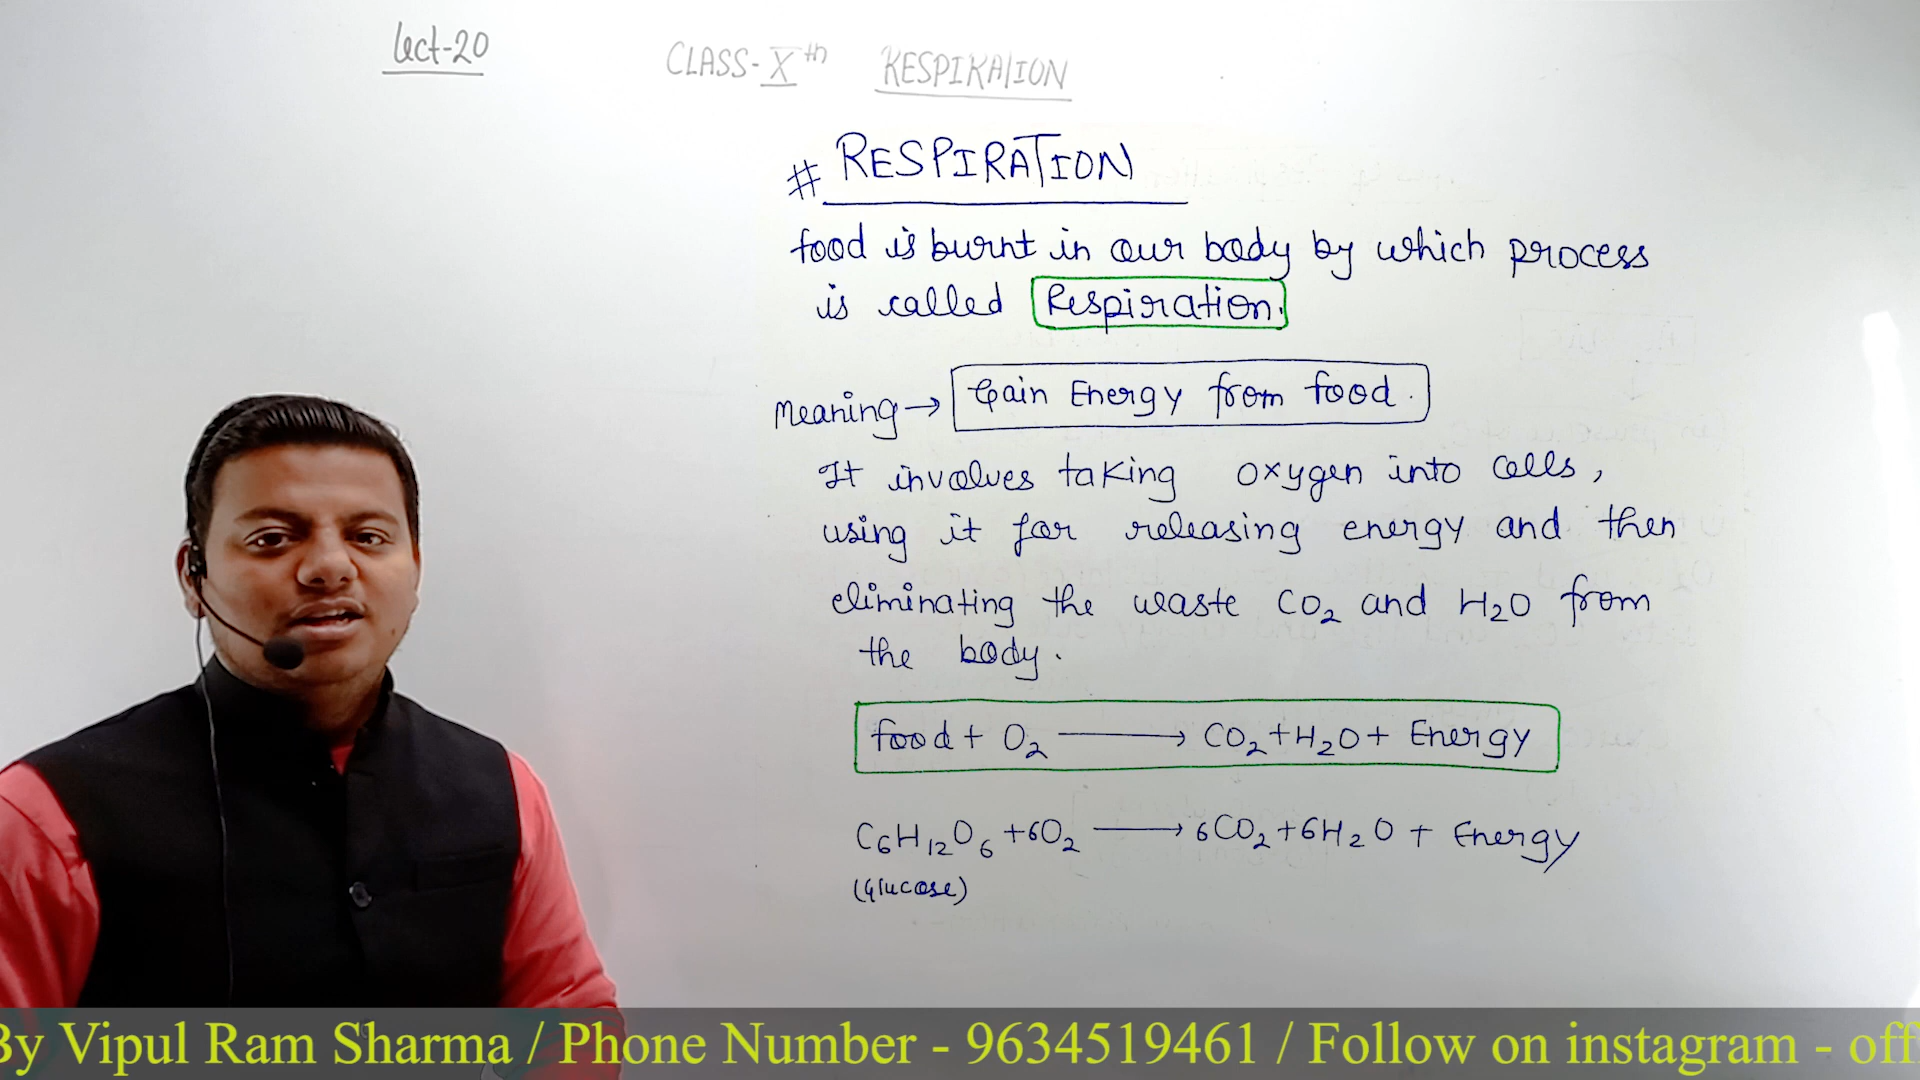 Lect-20
CLASS-Xth RESPIRATION
# RESPIRATION
food is burnt in our body by which process
is called Respiration.
Meaning → Gain Energy from food.
It involves taking oxygen into cells,
using it for releasing energy and then
eliminating the waste CO₂ and H₂O from
the body.
food + O₂ → CO₂ + H₂O + Energy
C₆H₁₂O₆ + 6O₂ → 6CO₂ + 6H₂O + Energy
(Glucose)
By Vipul Ram Sharma / Phone Number - 9634519461 / Follow on instagram - off